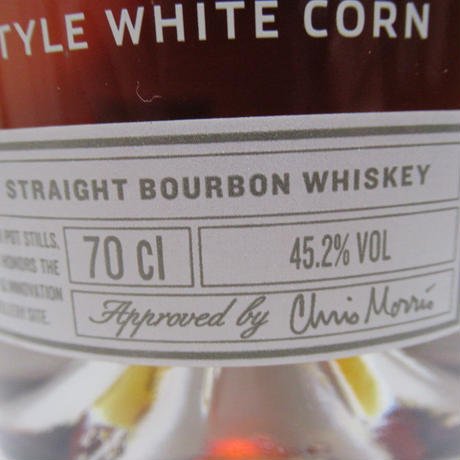 STYLE WHITE CORN
STRAIGHT BOURBON WHISKEY
POT STILLS,
HONORS THE
INNOVATION
SITE.
70 Cl
45.2% VOL
Approved by Chris Morris